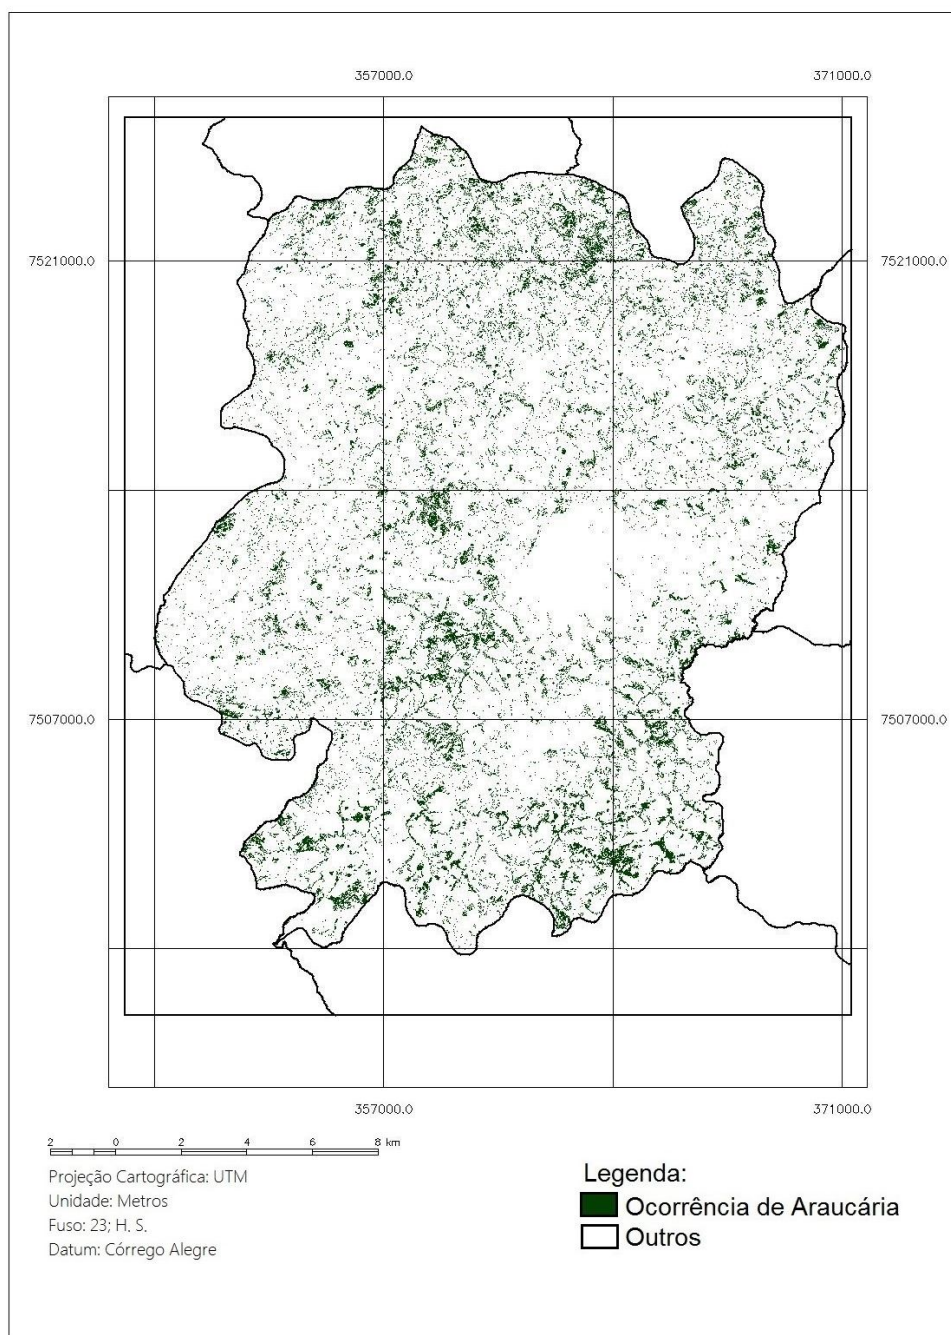 357000.0 371000.0
7521000.0 7521000.0
7507000.0 7507000.0
357000.0 371000.0
2 0 2 4 6 8 km
Projeção Cartográfica: UTM
Unidade: Metros
Fuso: 23; H. S.
Datum: Córrego Alegre
Legenda:
Ocorrência de Araucária
Outros